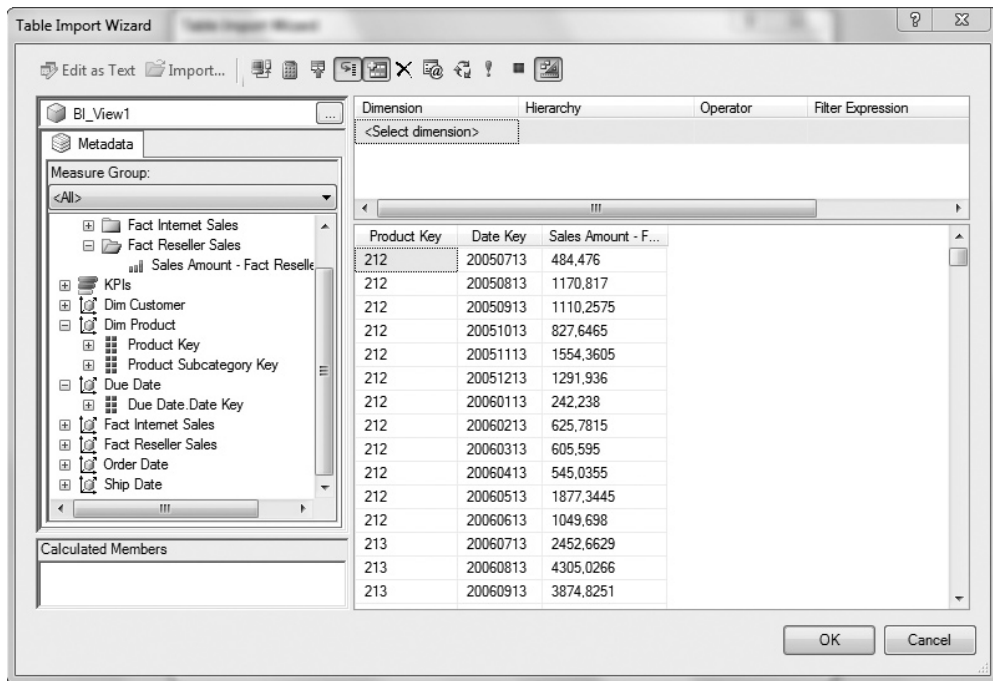 Table Import Wizard
Edit as Text Import...
BI_View1 ...
Metadata
Measure Group:
<All>
Fact Internet Sales
Fact Reseller Sales
Sales Amount - Fact Reselle
KPIs
Dim Customer
Dim Product
Product Key
Product Subcategory Key
Due Date
Due Date.Date Key
Fact Internet Sales
Fact Reseller Sales
Order Date
Ship Date
Calculated Members
Dimension Hierarchy Operator Filter Expression
<Select dimension>
Product Key Date Key Sales Amount - F...
212 20050713 484,476
212 20050813 1170,817
212 20050913 1110,2575
212 20051013 827,6465
212 20051113 1554,3605
212 20051213 1291,936
212 20060113 242,238
212 20060213 625,7815
212 20060313 605,595
212 20060413 545,0355
212 20060513 1877,3445
212 20060613 1049,698
213 20060713 2452,6629
213 20060813 4305,0266
213 20060913 3874,8251
OK Cancel